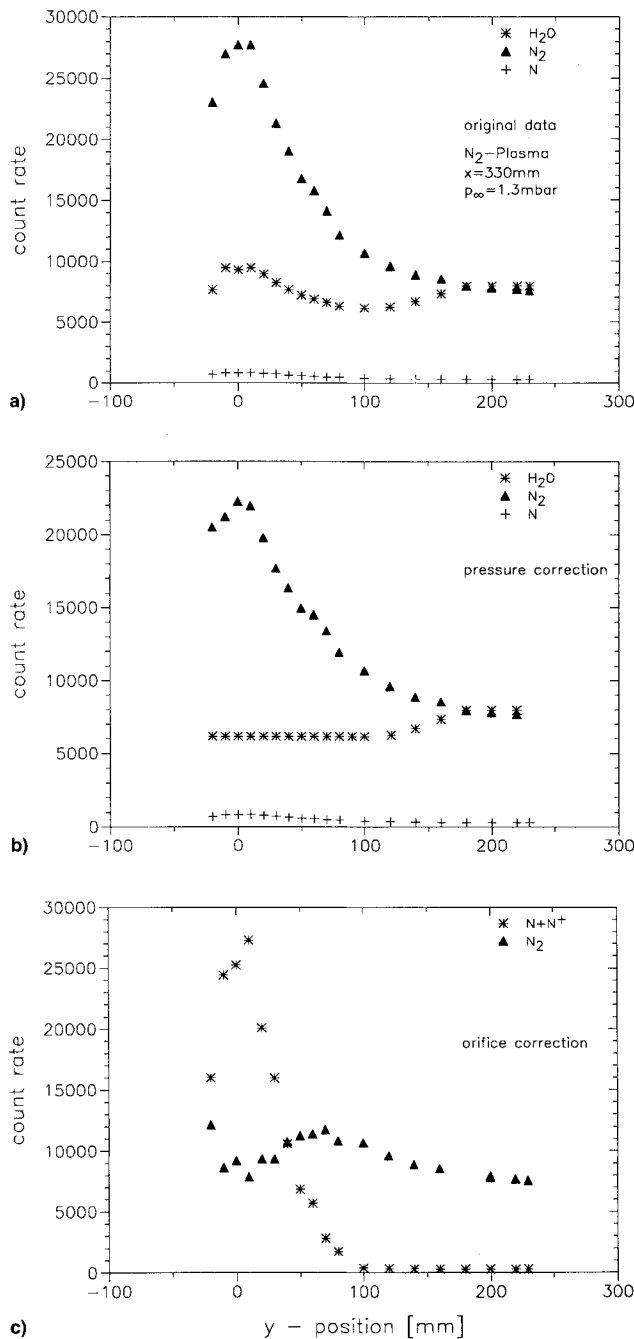 30000
25000
20000
15000
10000
5000
0
count rate
H₂O
N₂
N
original data
N₂-Plasma
x=330mm
p∞=1.3mbar
−100
0
100
200
300
a)
25000
20000
15000
10000
5000
0
count rate
H₂O
N₂
N
pressure correction
−100
0
100
200
300
b)
30000
25000
20000
15000
10000
5000
0
count rate
N+N⁺
N₂
orifice correction
−100
0
100
200
300
c)
y − position [mm]